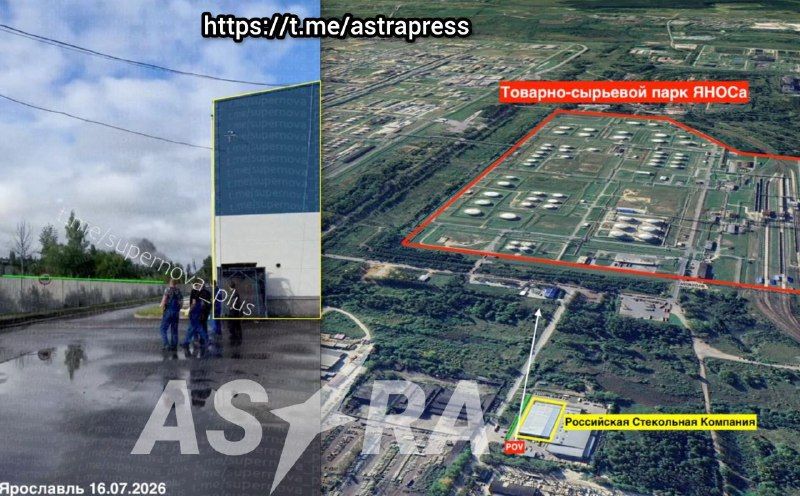 https://t.me/astrapress
Товарно-сырьевой парк ЯНОСа
t.me/supernova_plus
Российская Стекольная Компания
POV
ASTRA
Ярославль 16.07.2026